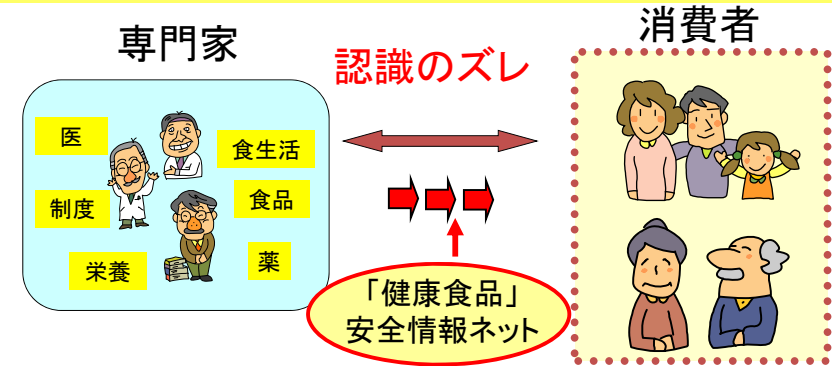 専門家
認識のズレ
消費者
医
食生活
制度
食品
栄養
薬
「健康食品」
安全情報ネット